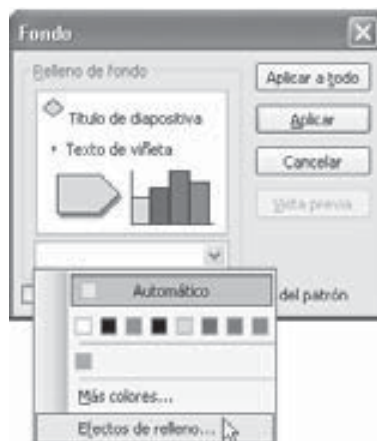 Fondo
Relleno de fondo
Título de diapositiva
• Texto de viñeta
Aplicar a todo
Aplicar
Cancelar
Vista previa
Automático
del patrón
Más colores...
Efectos de relleno...